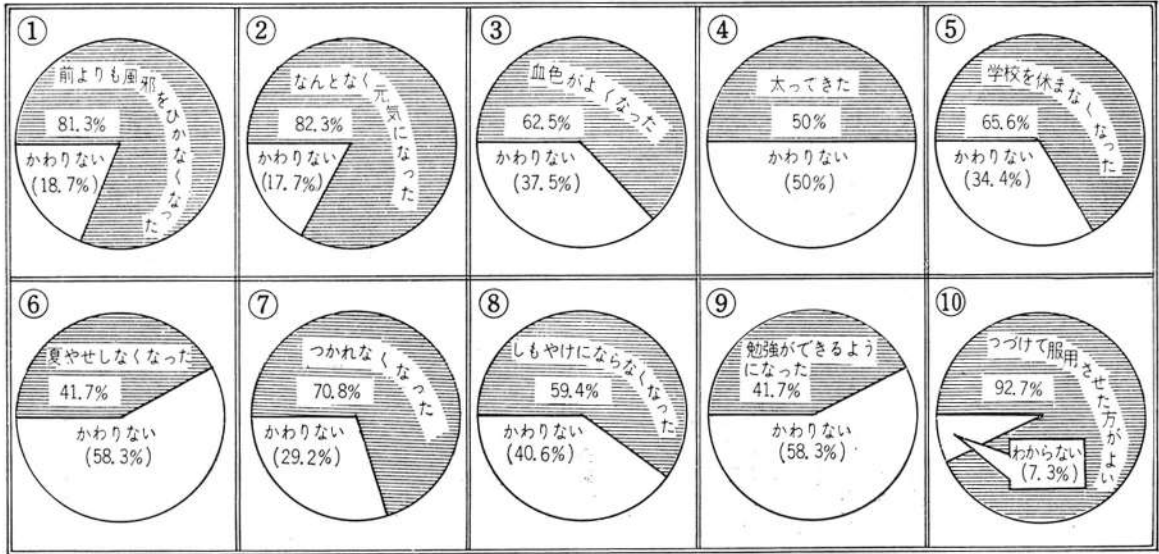 ①
前よりも風邪をひかなくなった
81.3%
かわりない
(18.7%)
②
なんとなく元気になった
82.3%
かわりない
(17.7%)
③
血色がよくなった
62.5%
かわりない
(37.5%)
④
太ってきた
50%
かわりない
(50%)
⑤
学校を休まなくなった
65.6%
かわりない
(34.4%)
⑥
夏やせしなくなった
41.7%
かわりない
(58.3%)
⑦
つかれなくなった
70.8%
かわりない
(29.2%)
⑧
しもやけにならなくなった
59.4%
かわりない
(40.6%)
⑨
勉強ができるよう
になった
41.7%
かわりない
(58.3%)
⑩
つづけて服用させた方がよい
92.7%
わからない
(7.3%)